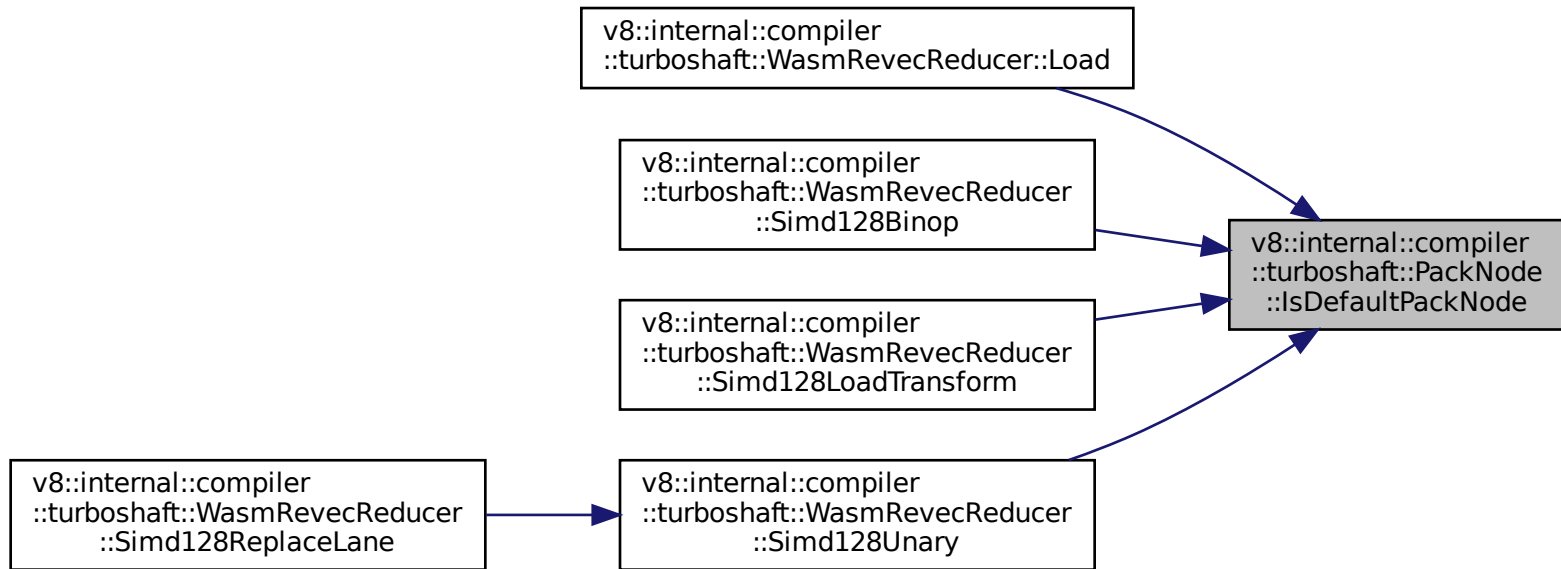 v8::internal::compiler
::turboshaft::WasmRevecReducer::Load
v8::internal::compiler
::turboshaft::WasmRevecReducer
::Simd128Binop
v8::internal::compiler
::turboshaft::PackNode
::IsDefaultPackNode
v8::internal::compiler
::turboshaft::WasmRevecReducer
::Simd128LoadTransform
v8::internal::compiler
::turboshaft::WasmRevecReducer
::Simd128ReplaceLane
v8::internal::compiler
::turboshaft::WasmRevecReducer
::Simd128Unary